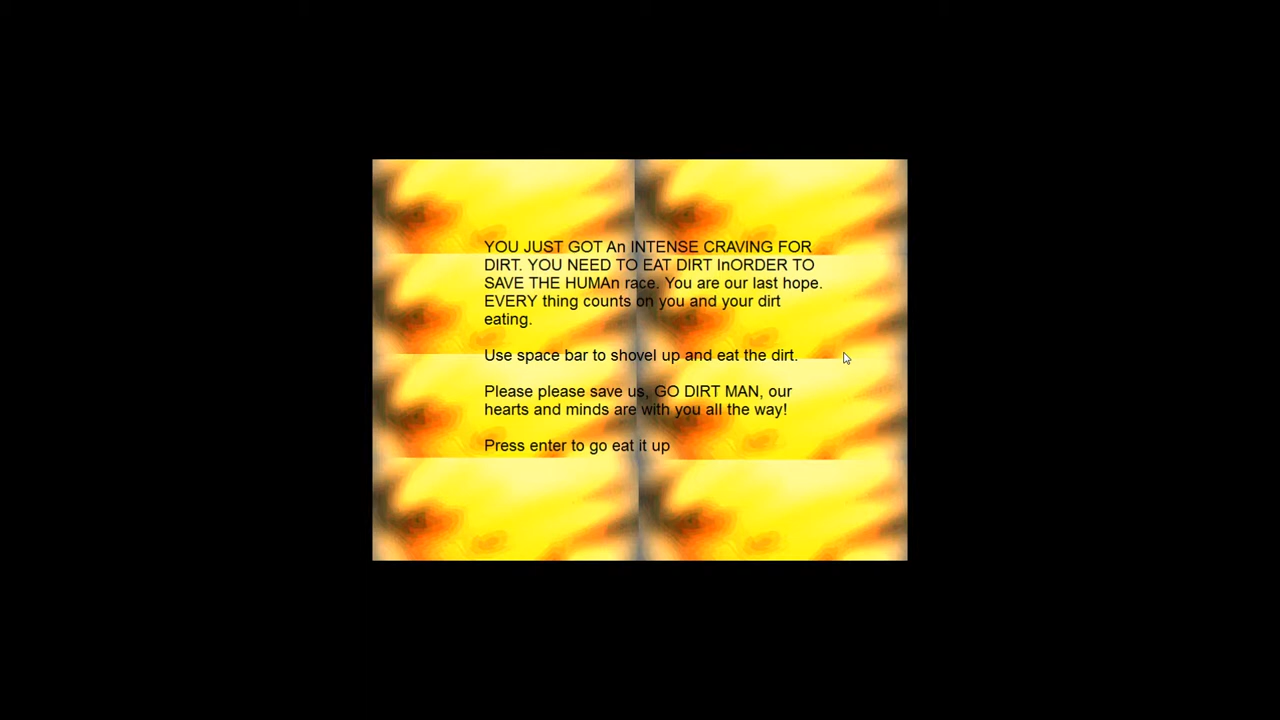 YOU JUST GOT An INTENSE CRAVING FOR
DIRT. YOU NEED TO EAT DIRT InORDER TO
SAVE THE HUMAn race. You are our last hope.
EVERY thing counts on you and your dirt
eating.
Use space bar to shovel up and eat the dirt.
Please please save us, GO DIRT MAN, our
hearts and minds are with you all the way!
Press enter to go eat it up